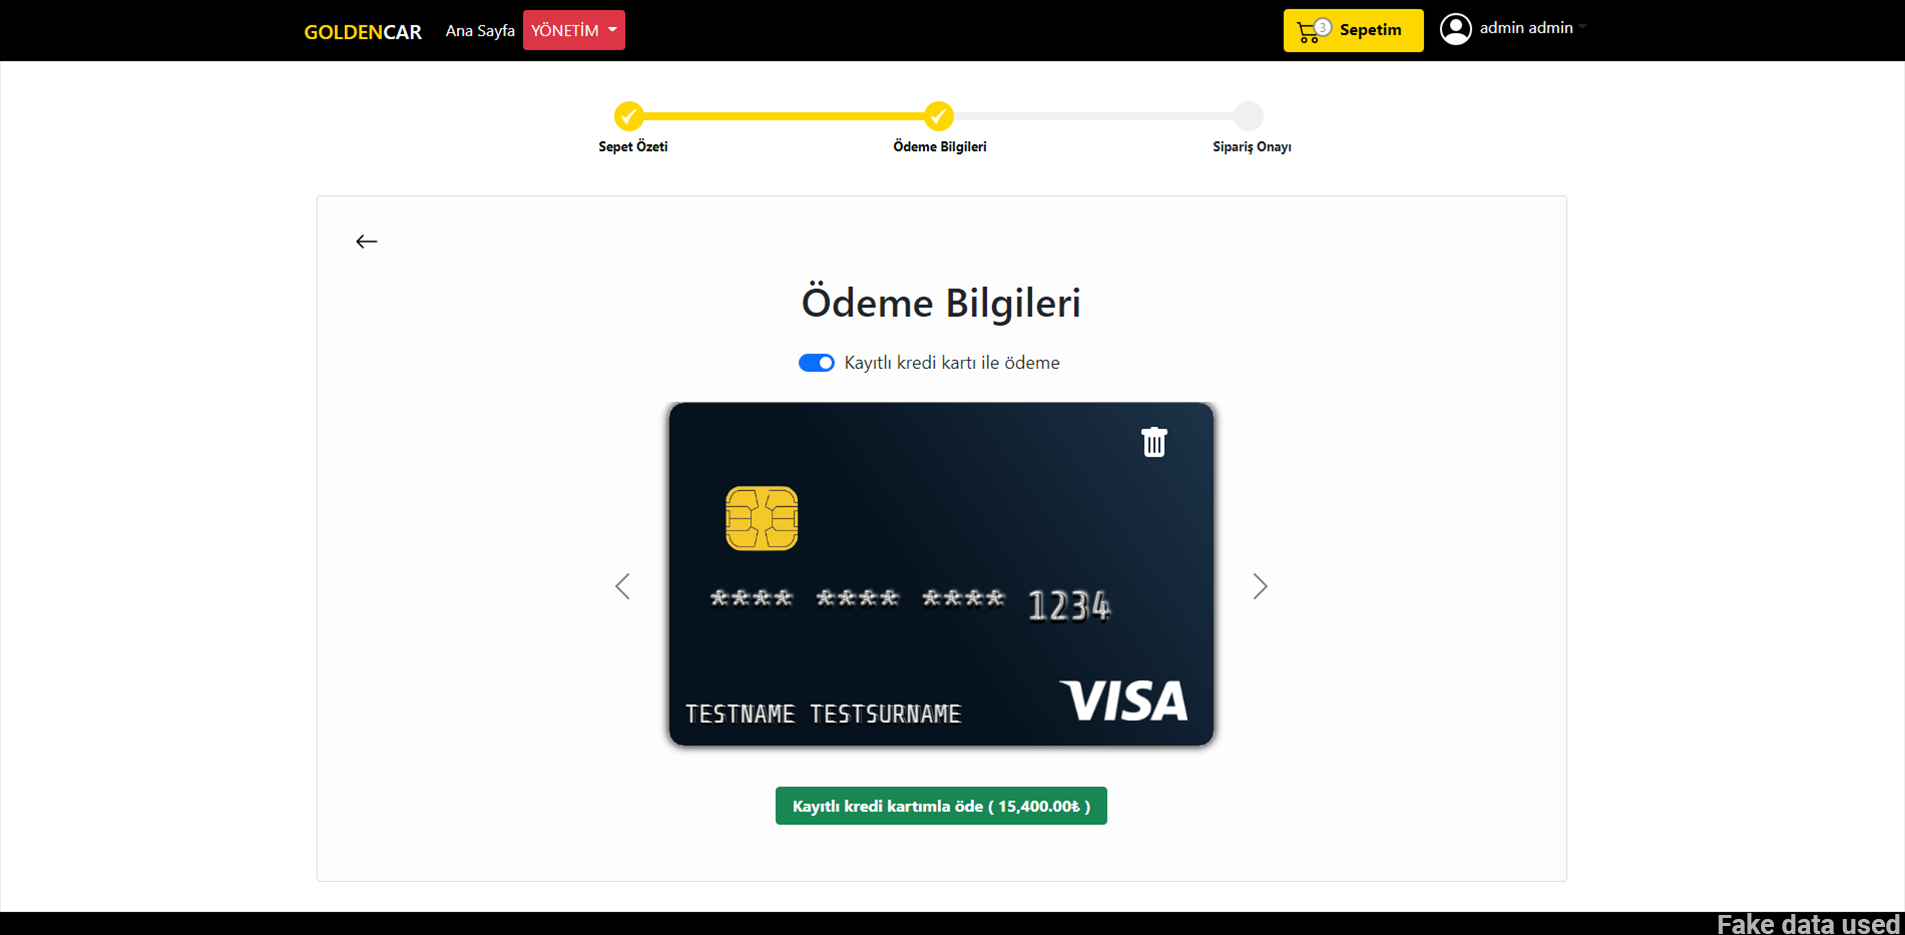 GOLDENCAR Ana Sayfa YÖNETİM 3 Sepetim admin admin
Sepet Özeti Ödeme Bilgileri Sipariş Onayı
Ödeme Bilgileri
Kayıtlı kredi kartı ile ödeme
**** **** **** 1234
TESTNAME TESTSURNAME VISA
Kayıtlı kredi kartımla öde ( 15,400.00₺ )
Fake data used